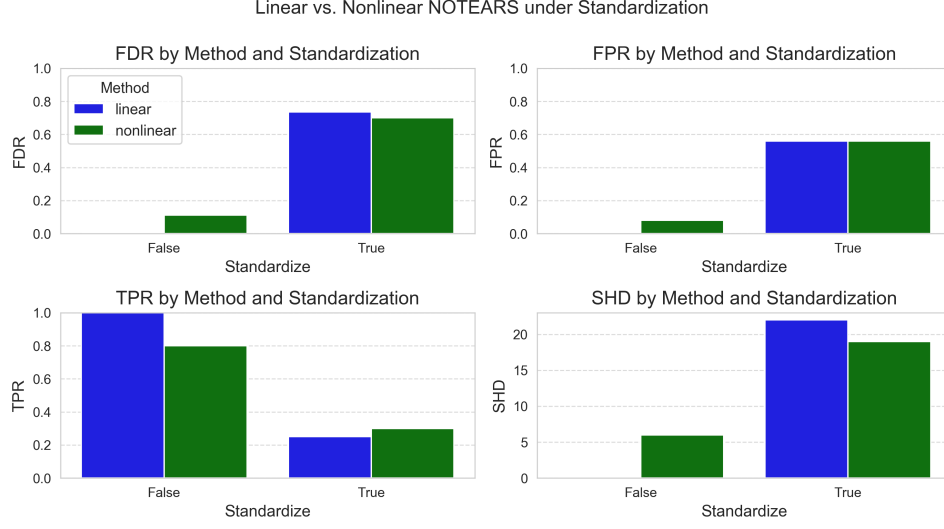 Linear vs. Nonlinear NOTEARS under Standardization
FDR by Method and Standardization
1.0
0.8
0.6
0.4
0.2
0.0
FDR
Method
linear
nonlinear
False
True
Standardize
FPR by Method and Standardization
1.0
0.8
0.6
0.4
0.2
0.0
FPR
False
True
Standardize
TPR by Method and Standardization
1.0
0.8
0.6
0.4
0.2
0.0
TPR
False
True
Standardize
SHD by Method and Standardization
20
15
10
5
0
SHD
False
True
Standardize